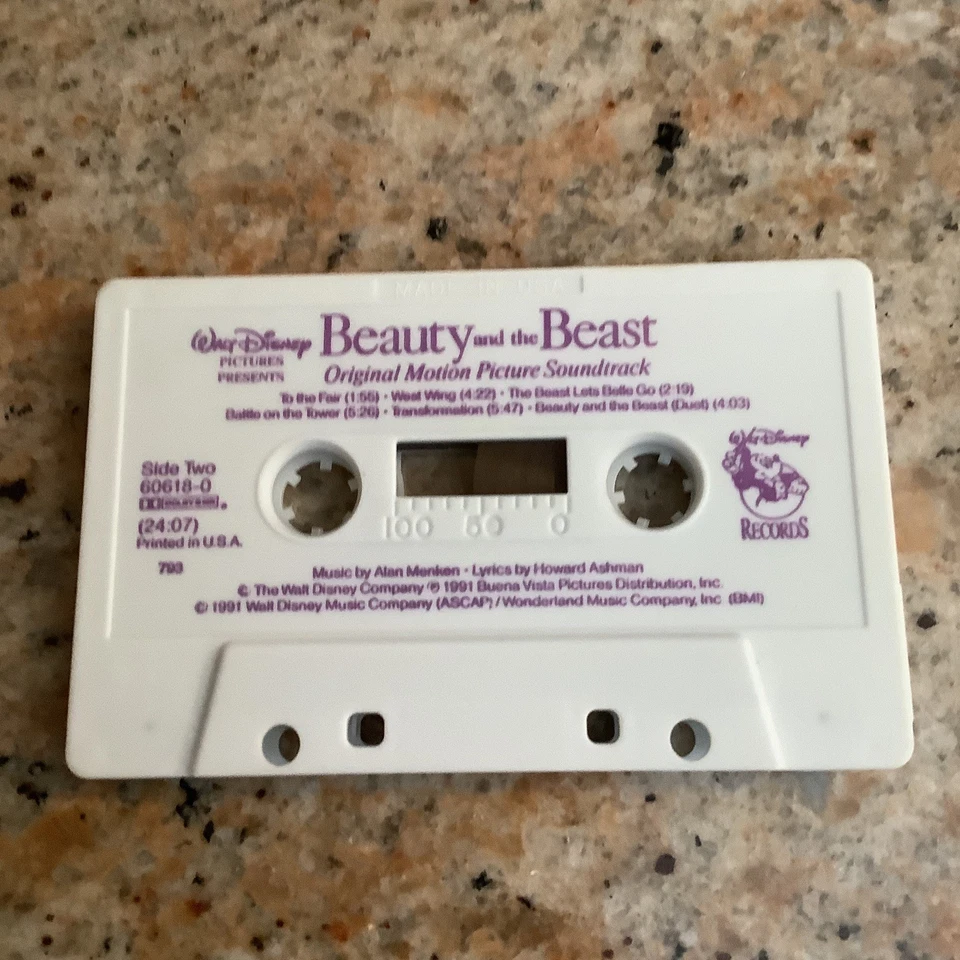 MADE IN USA
Walt Disney
PICTURES
PRESENTS
Beauty and the Beast
Original Motion Picture Soundtrack
To the Fair (1:55) • West Wing (4:22) • The Beast Lets Belle Go (2:19)
Battle on the Tower (5:26) • Transformation (5:47) • Beauty and the Beast (Duet) (4:03)
Side Two
60618-0
DOLBY
(24:07)
Printed in U.S.A.
793
100 50 0
Walt Disney
RECORDS
Music by Alan Menken • Lyrics by Howard Ashman
© The Walt Disney Company ℗ 1991 Buena Vista Pictures Distribution, Inc.
© 1991 Walt Disney Music Company (ASCAP) / Wonderland Music Company, Inc (BMI)